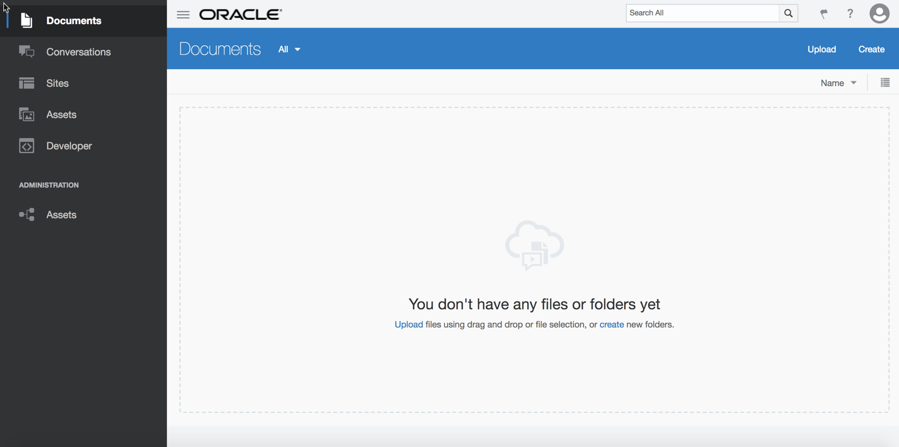 Documents
Conversations
Sites
Assets
Developer
ADMINISTRATION
Assets
ORACLE®
Search All
?
Documents
All
Upload
Create
Name
You don't have any files or folders yet
Upload files using drag and drop or file selection, or create new folders.